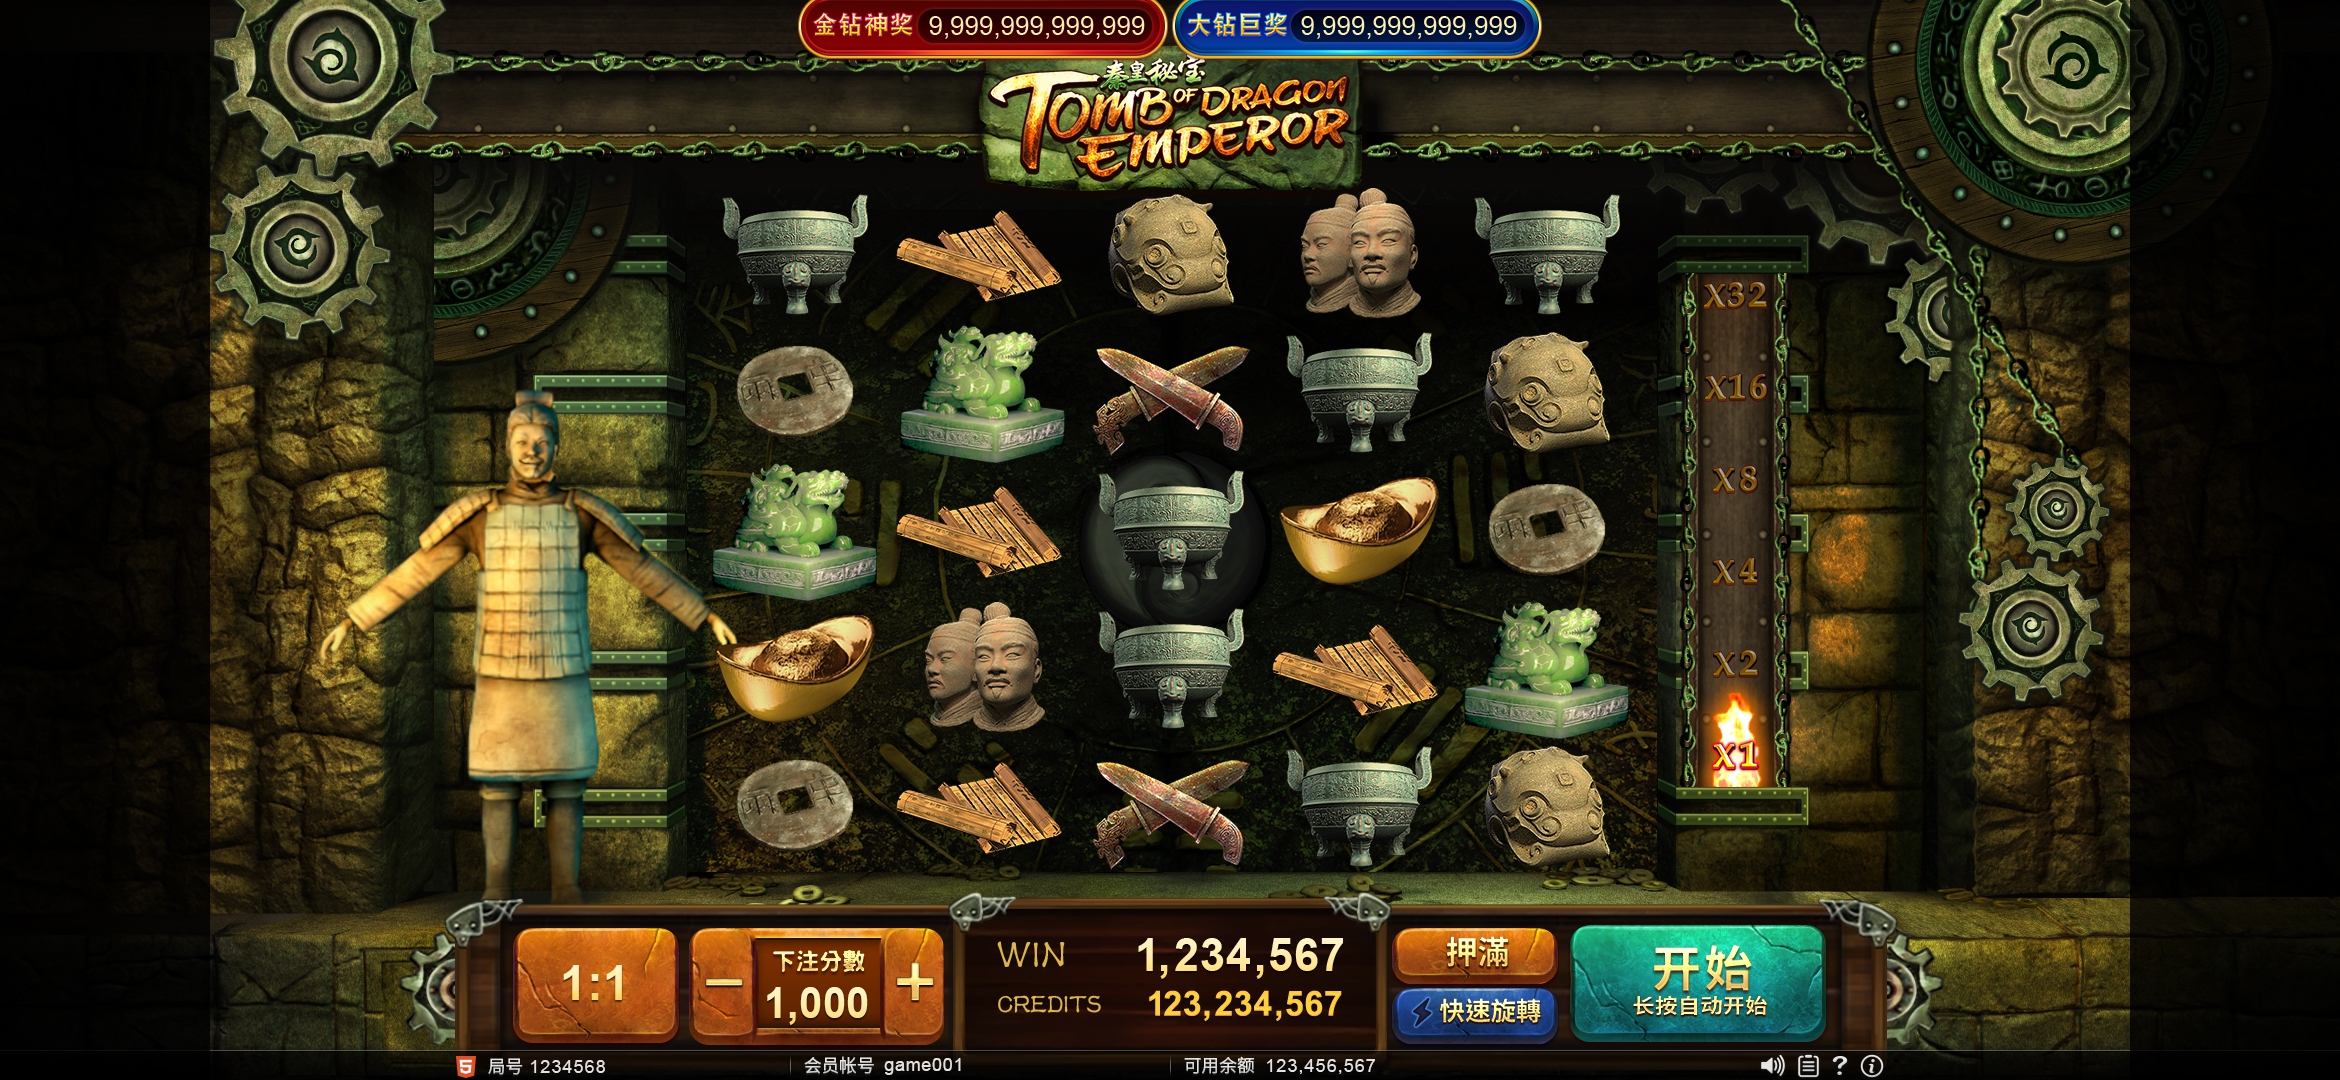 金钻神奖 9,999,999,999,999
大钻巨奖 9,999,999,999,999
秦皇秘宝
TOMB OF DRAGON
EMPEROR
X32
X16
X8
X4
X2
X1
1:1
− 下注分數 +
1,000
WIN 1,234,567
CREDITS 123,234,567
押滿
快速旋轉
开始
长按自动开始
5 局号 1234568
会员帐号 game001
可用余额 123,456,567
?
i